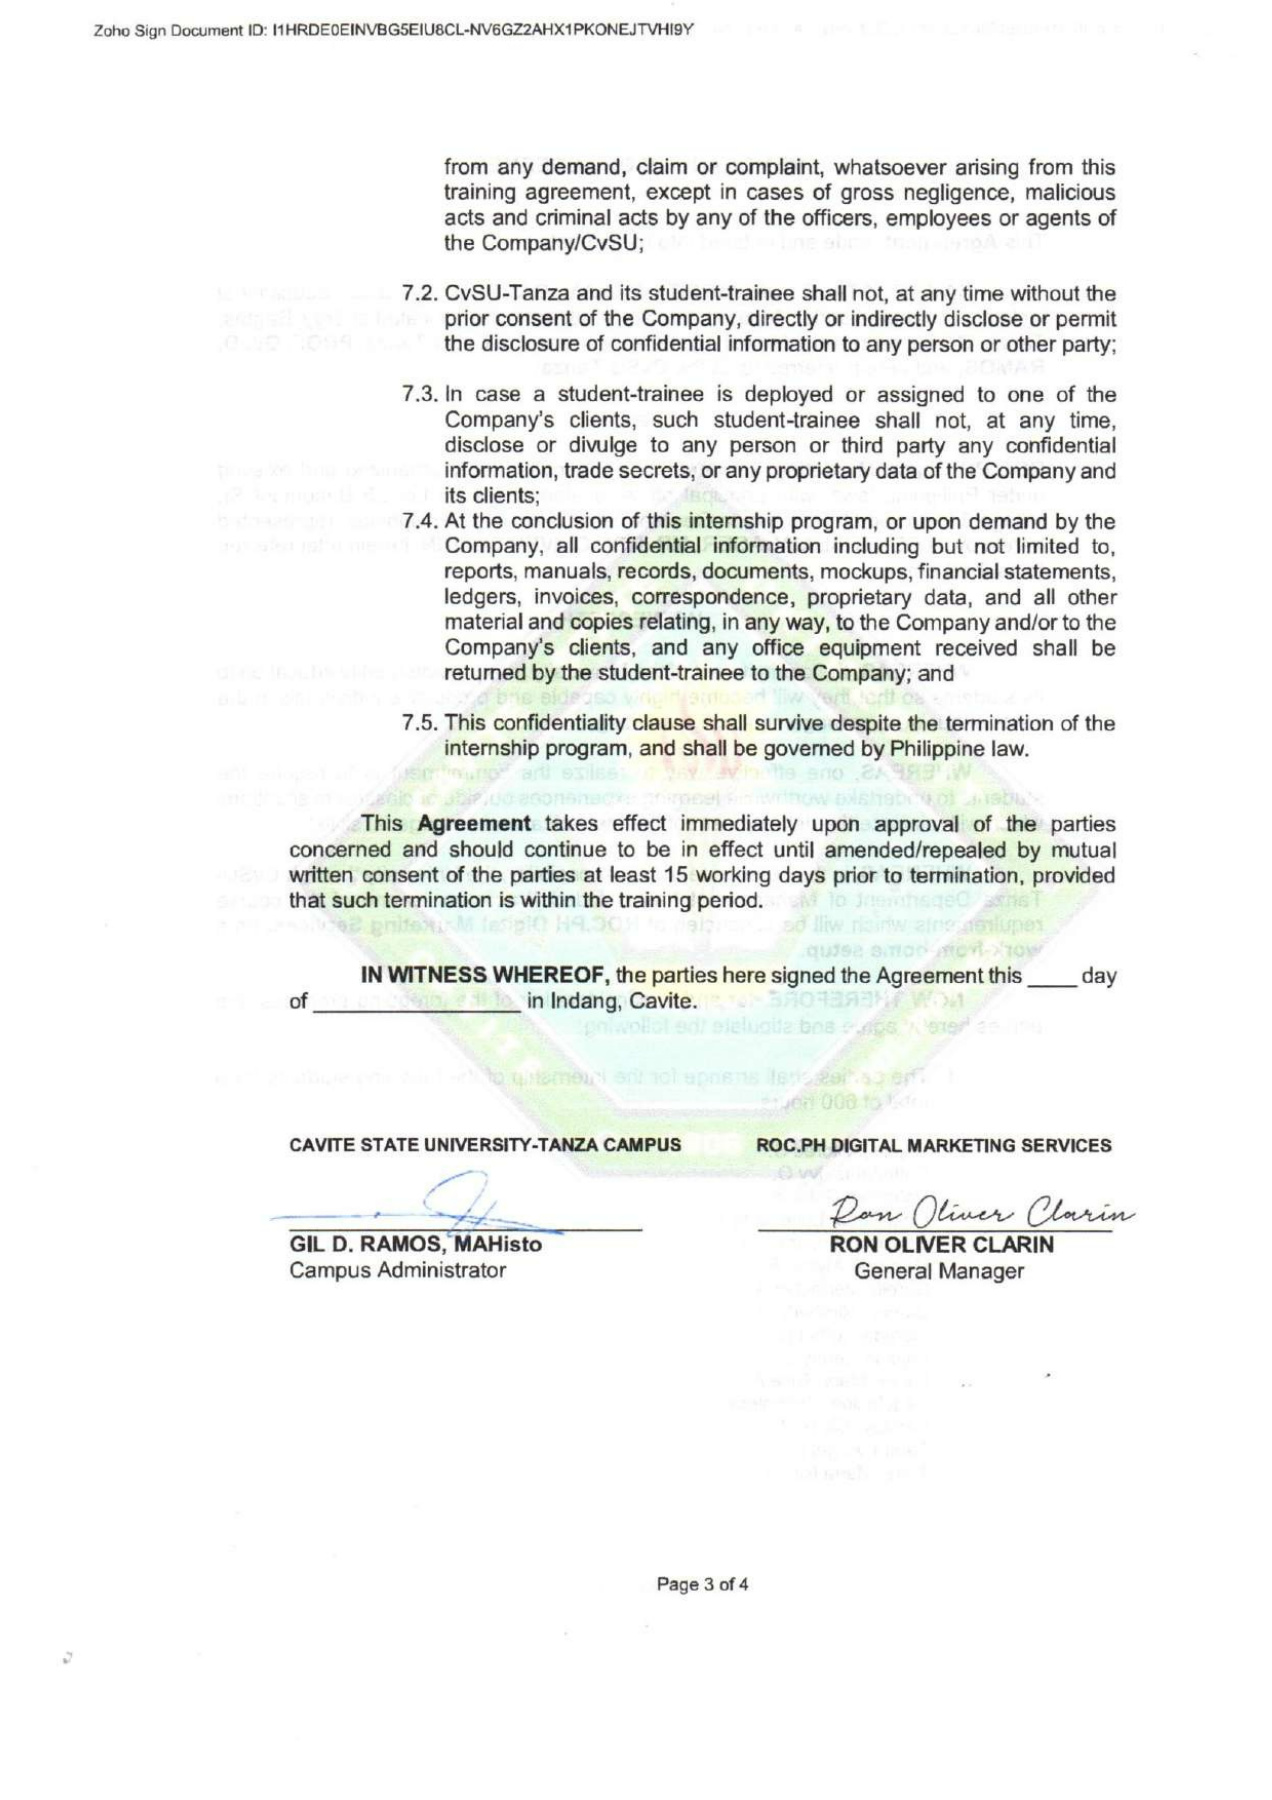 Zoho Sign Document ID: I1HRDE0EINVBG5EIU8CL-NV6GZ2AHX1PKONEJTVHI9Y
from any demand, claim or complaint, whatsoever arising from this
training agreement, except in cases of gross negligence, malicious
acts and criminal acts by any of the officers, employees or agents of
the Company/CvSU;
7.2. CvSU-Tanza and its student-trainee shall not, at any time without the
prior consent of the Company, directly or indirectly disclose or permit
the disclosure of confidential information to any person or other party;
7.3. In case a student-trainee is deployed or assigned to one of the
Company's clients, such student-trainee shall not, at any time,
disclose or divulge to any person or third party any confidential
information, trade secrets, or any proprietary data of the Company and
its clients;
7.4. At the conclusion of this internship program, or upon demand by the
Company, all confidential information including but not limited to,
reports, manuals, records, documents, mockups, financial statements,
ledgers, invoices, correspondence, proprietary data, and all other
material and copies relating, in any way, to the Company and/or to the
Company's clients, and any office equipment received shall be
returned by the student-trainee to the Company; and
7.5. This confidentiality clause shall survive despite the termination of the
internship program, and shall be governed by Philippine law.
This Agreement takes effect immediately upon approval of the parties
concerned and should continue to be in effect until amended/repealed by mutual
written consent of the parties at least 15 working days prior to termination, provided
that such termination is within the training period.
IN WITNESS WHEREOF, the parties here signed the Agreement this ____ day
of ____________________ in Indang, Cavite.
CAVITE STATE UNIVERSITY-TANZA CAMPUS ROC.PH DIGITAL MARKETING SERVICES
Ron Oliver Clarin
GIL D. RAMOS, MAHisto RON OLIVER CLARIN
Campus Administrator General Manager
Page 3 of 4